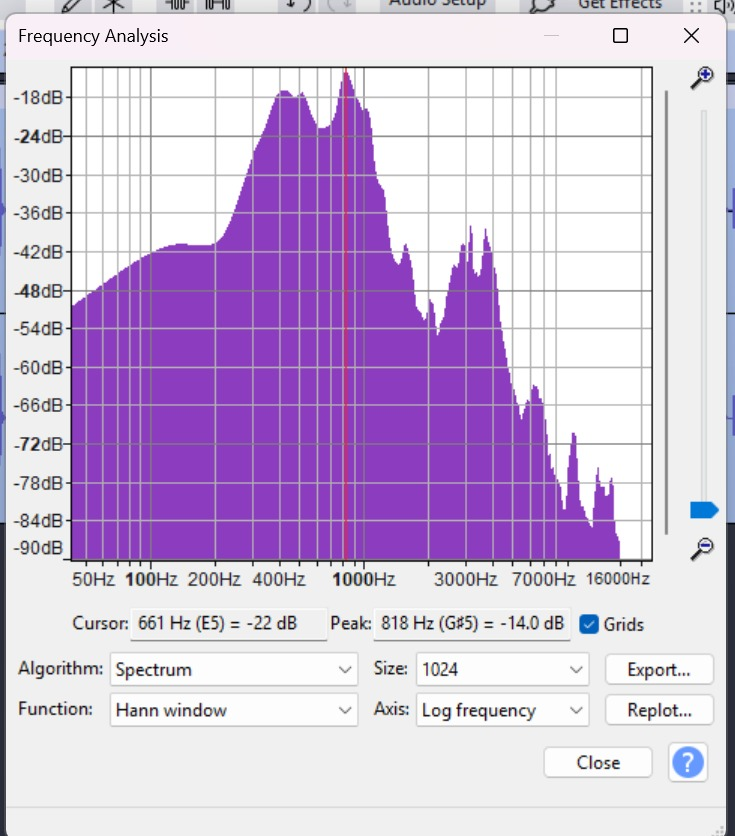 Audio Setup
Get Effects
Frequency Analysis
-18dB
-24dB
-30dB
-36dB
-42dB
-48dB
-54dB
-60dB
-66dB
-72dB
-78dB
-84dB
-90dB
50Hz 100Hz 200Hz 400Hz 1000Hz 3000Hz 7000Hz 16000Hz
Cursor: 661 Hz (E5) = -22 dB Peak: 818 Hz (G♯5) = -14.0 dB Grids
Algorithm: Spectrum Size: 1024 Export...
Function: Hann window Axis: Log frequency Replot...
Close ?